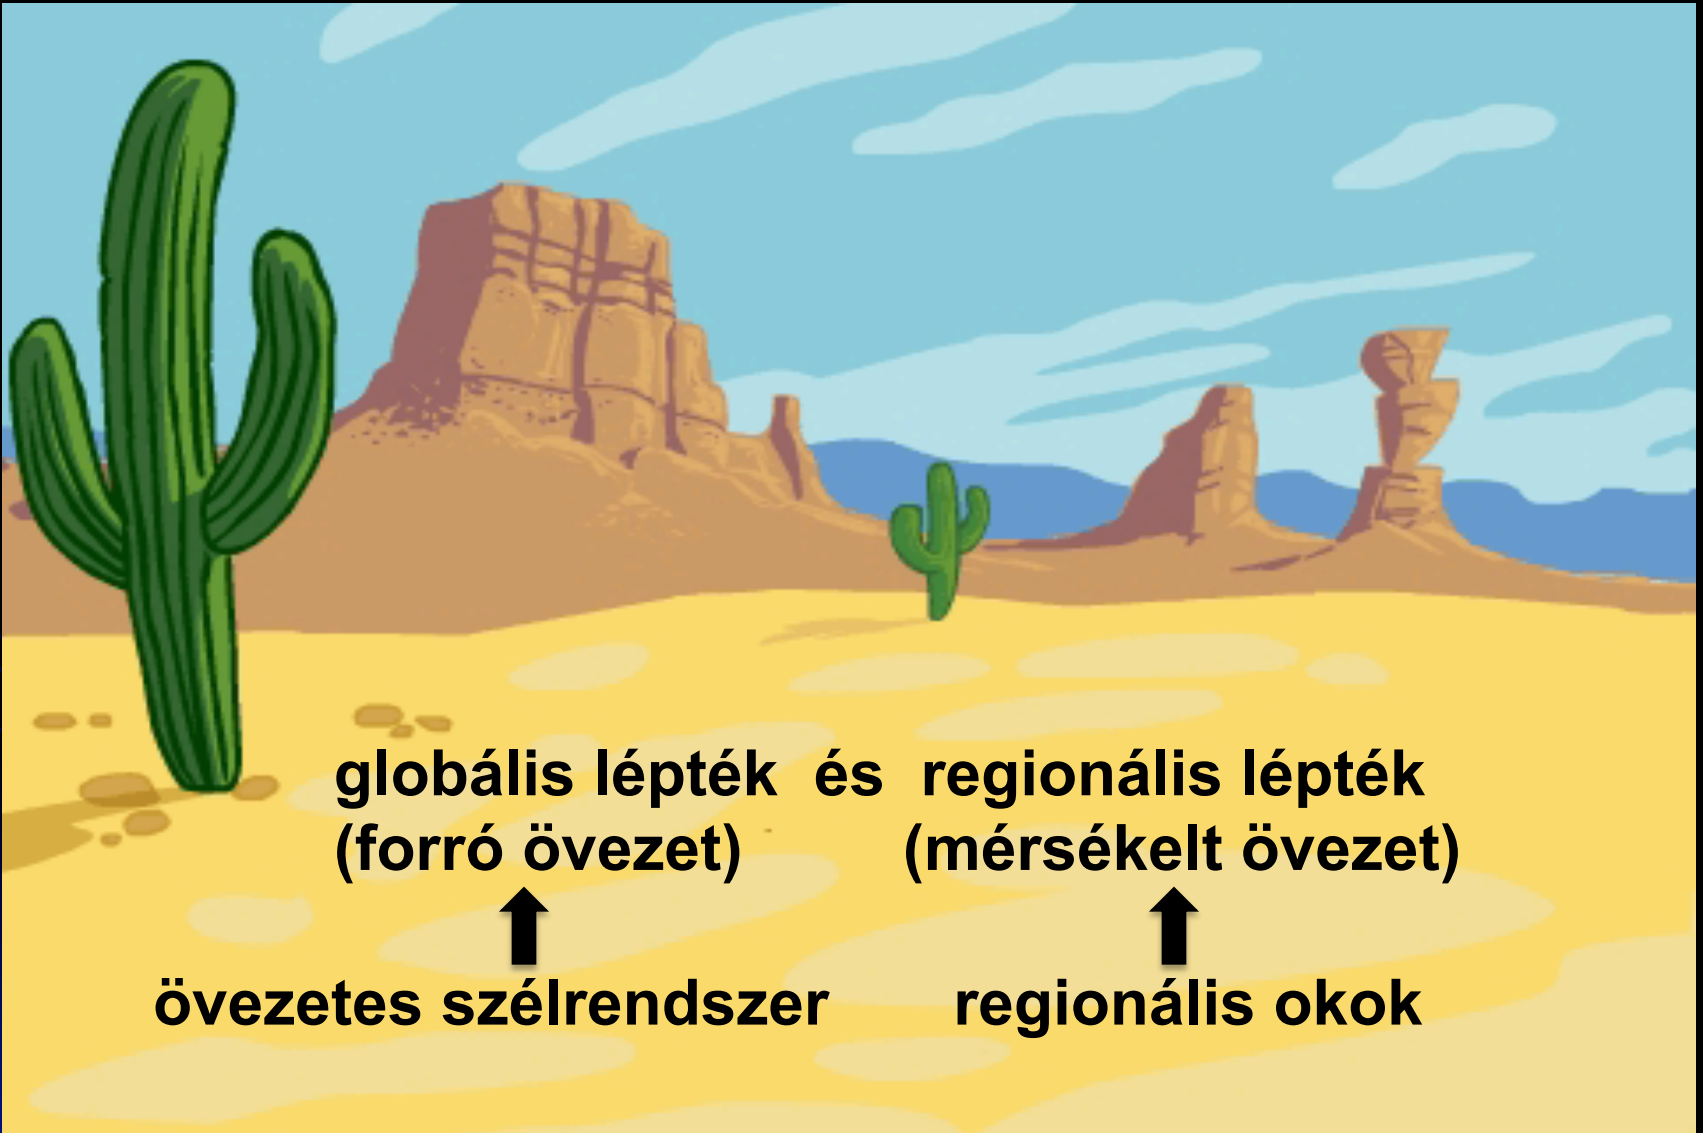 globális lépték és regionális lépték
(forró övezet) (mérsékelt övezet)
övezetes szélrendszer regionális okok